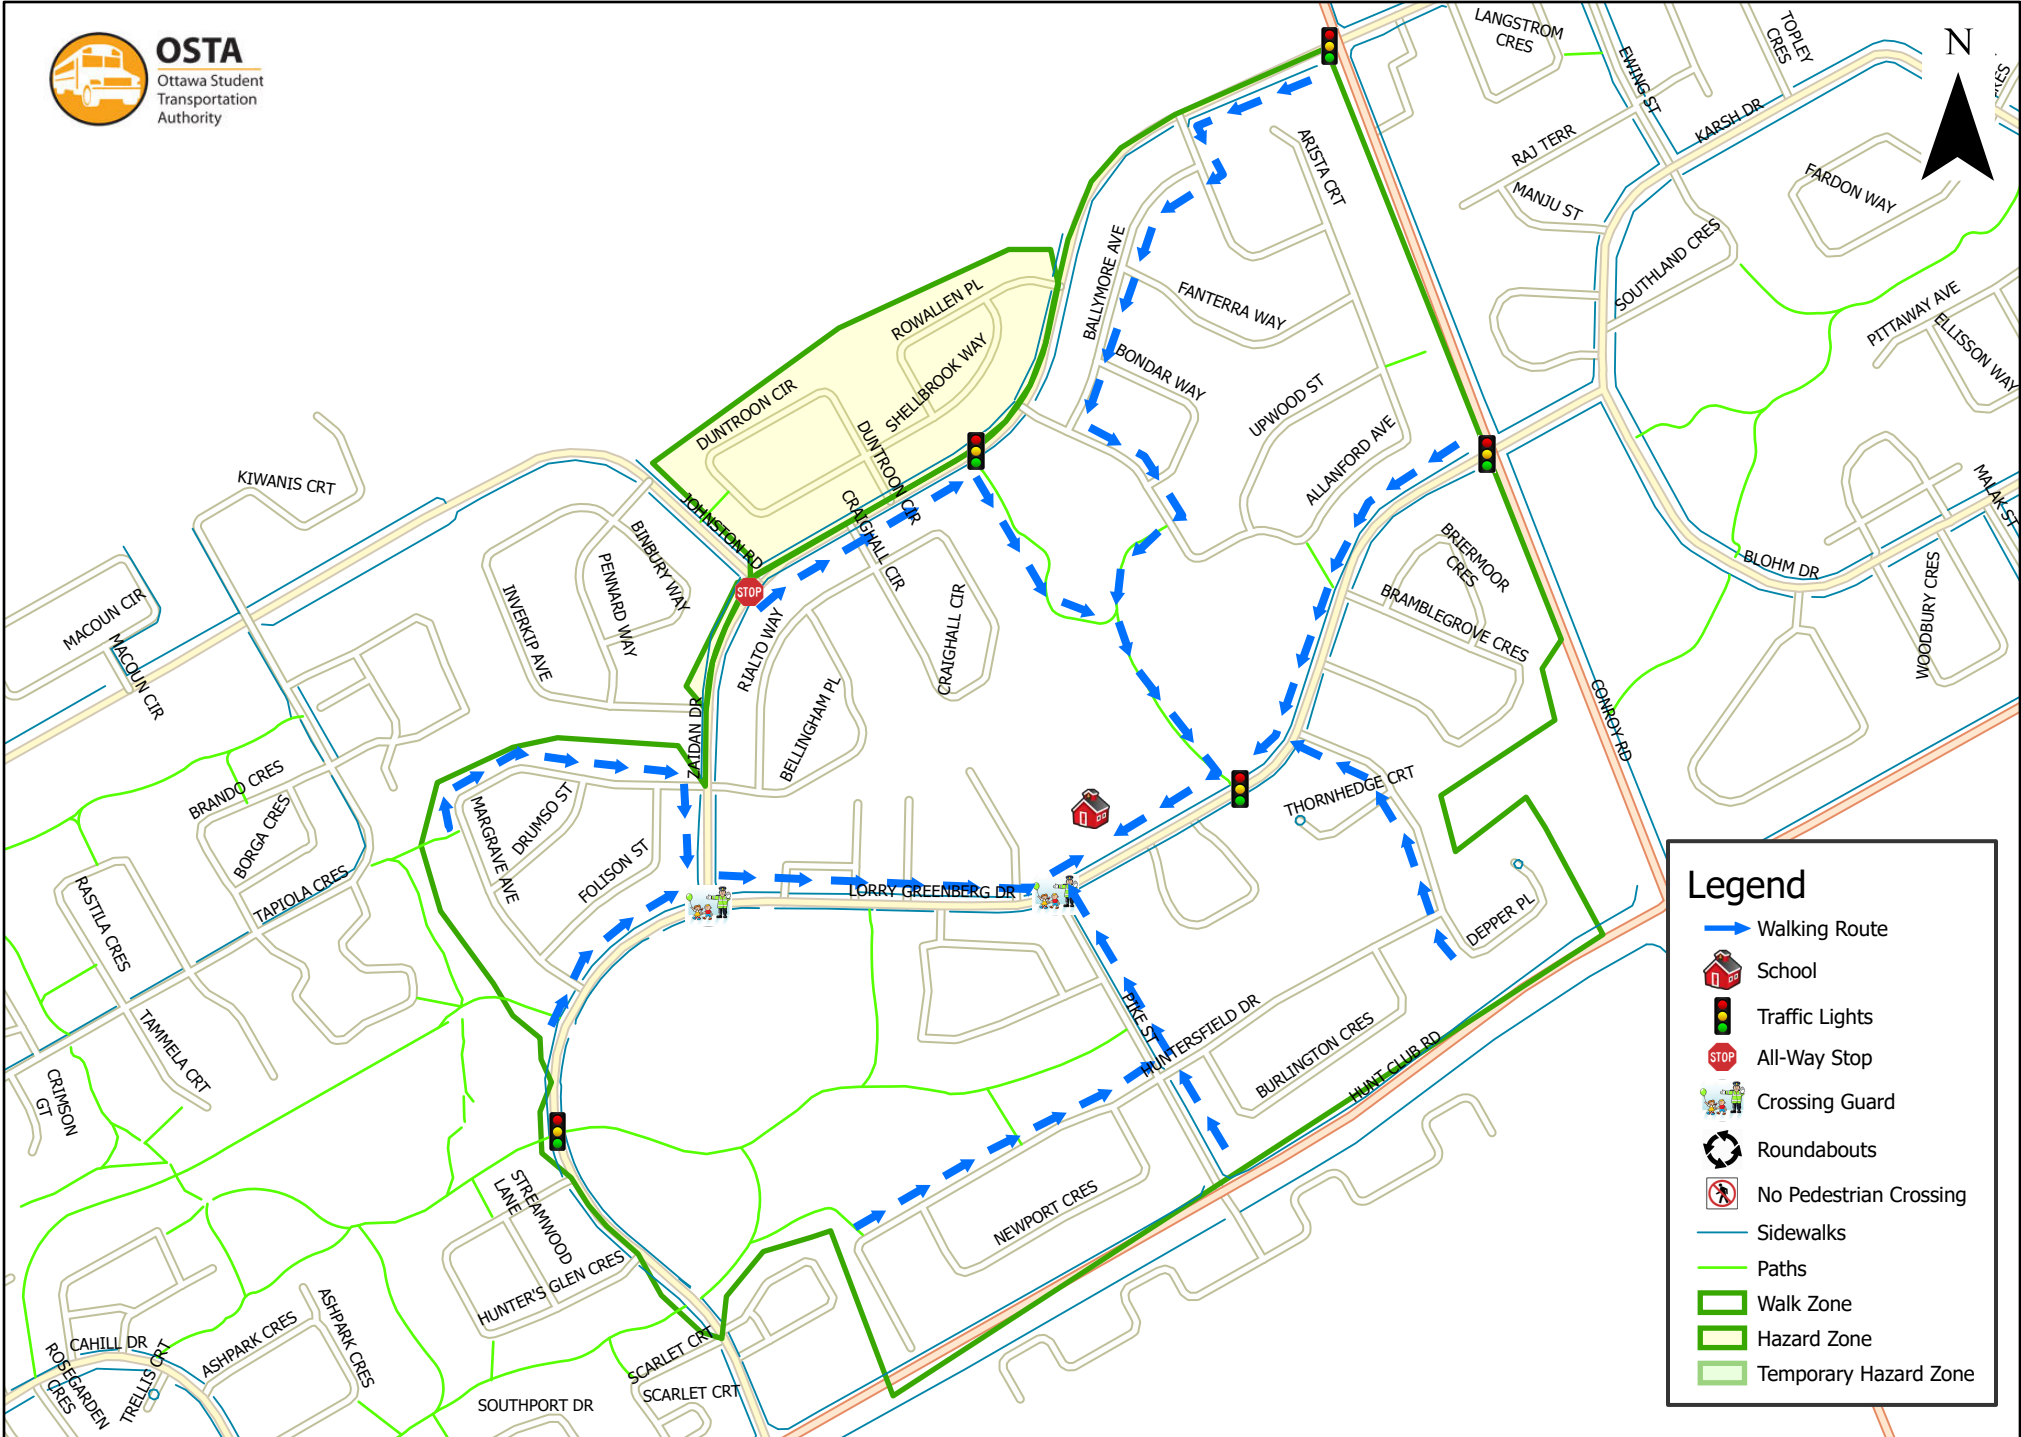 OSTA
Ottawa Student
Transportation
Authority
N
LANGSTROM
CRES
TOPLEY
CRES
EWING ST
KARSH DR
RAJ TERR
MANJU ST
FARDON WAY
SOUTHLAND CRES
PITTAWAY AVE
ELLISSON WAY
MALAK ST
BLOHM DR
WOODBURY CRES
ARISTA CRT
BALLYMORE AVE
FANTERRA WAY
BONDAR WAY
UPWOOD ST
ALLANFORD AVE
BRIERMOOR
CRES
BRAMBLEGROVE CRES
CONROY RD
ROWALLEN PL
SHELLBROOK WAY
DUNTROON CIR
DUNTROON CIR
CRAIGHALL CIR
CRAIGHALL CIR
JOHNSTON RD
KIWANIS CRT
BINBURY WAY
PENNARD WAY
INVERKIP AVE
RIALTO WAY
BELLINGHAM PL
ZAIDAN DR
MACOUN CIR
MACOUN CIR
BRANDO CRES
BORGA CRES
TAPIOLA CRES
RASTILA CRES
TAMMELA CRT
CRIMSON
GT
MARGRAVE AVE
DRUMSO ST
FOLISON ST
LORRY GREENBERG DR
THORNHEDGE CRT
DEPPER PL
PIKE ST
HUNTERSFIELD DR
BURLINGTON CRES
HUNT CLUB RD
NEWPORT CRES
STREAMWOOD
LANE
HUNTER'S GLEN CRES
SCARLET CRT
SCARLET CRT
SOUTHPORT DR
ASHPARK CRES
ASHPARK CRES
CAHILL DR
TRELLIS CRT
ROSEGARDEN
CRES
STOP
Legend
Walking Route
School
Traffic Lights
STOP
All-Way Stop
Crossing Guard
Roundabouts
No Pedestrian Crossing
Sidewalks
Paths
Walk Zone
Hazard Zone
Temporary Hazard Zone